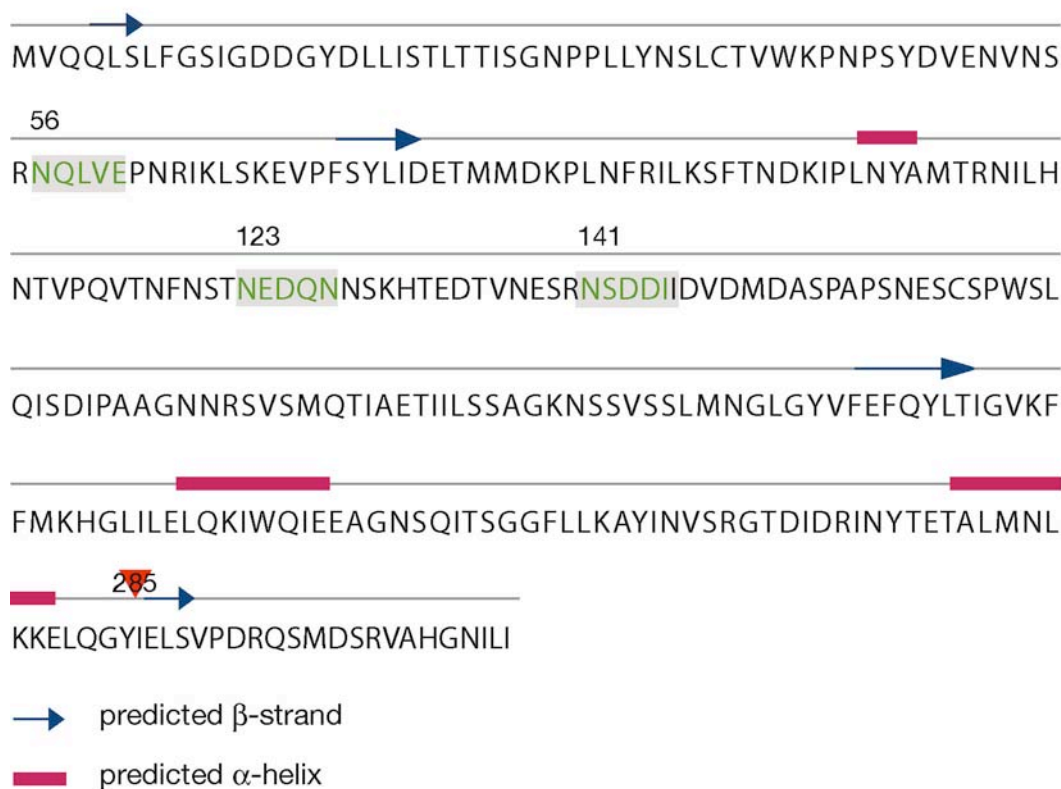 MVQQLSLFGSIGDDGYDLLISTLTTISGNPPLLYNSLCTVWKPNPSYDVENVNS
56
RNQLVEPNRIKLSKEVPFSYLIDETMMDKPLNFRILKSFTNDKIPLNYAMTRNILH
123 141
NTVPQVTNFNSTNEDQNNSKHTEDTVNESRNSDDIIDVDMDASPAPSNESCSPWSL
QISDIPAAGNNRSVSMQTIAETIILSSAGKNSSVSSLMNGLGYVFEFQYLTIGVKF
FMKHGLILELQKIWQIEEAGNSQITSGGFLLKAYINVSRGTDIDRINYTETALMNL
285
KKELQGYIELSVPDRQSMDSRVAHGNILI
predicted β-strand
predicted α-helix